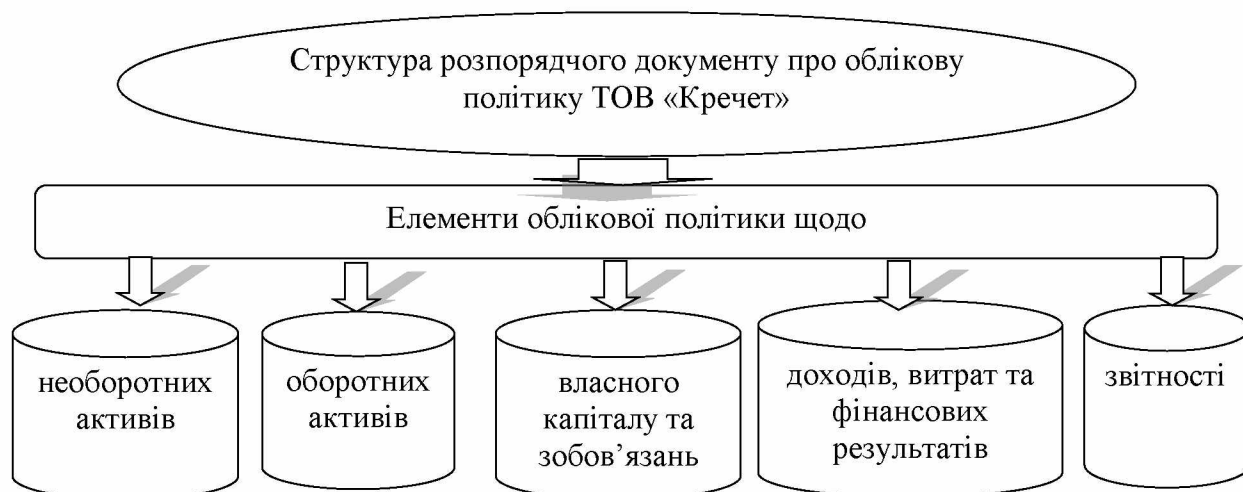 Структура розпорядчого документу про облікову
політику ТОВ «Кречет»
Елементи облікової політики щодо
необоротних
активів
оборотних
активів
власного
капіталу та
зобов’язань
доходів, витрат та
фінансових
результатів
звітності